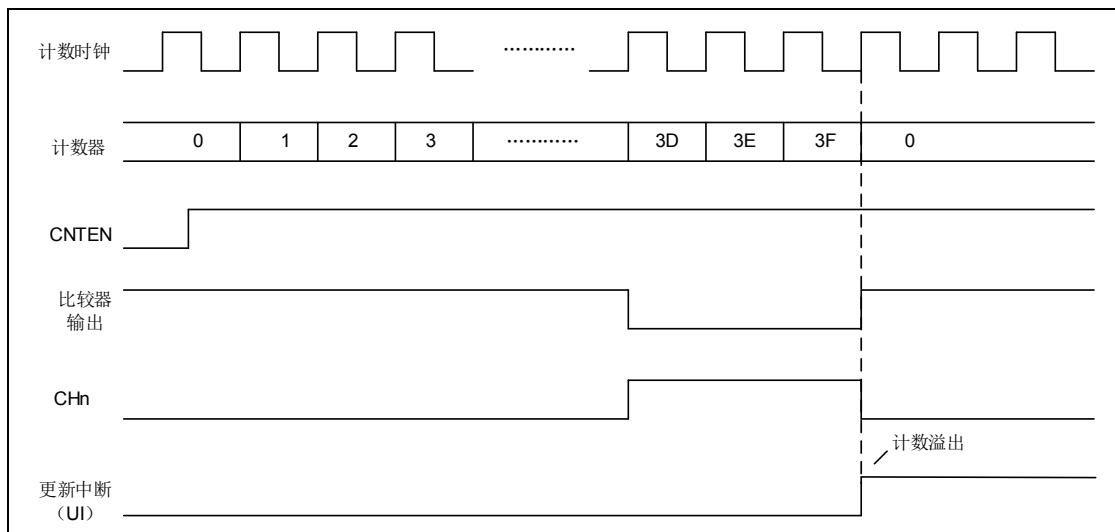 计数时钟
…………
计数器
0 1 2 3 ………… 3D 3E 3F 0
CNTEN
比较器
输出
CHn
计数溢出
更新中断
（UI）